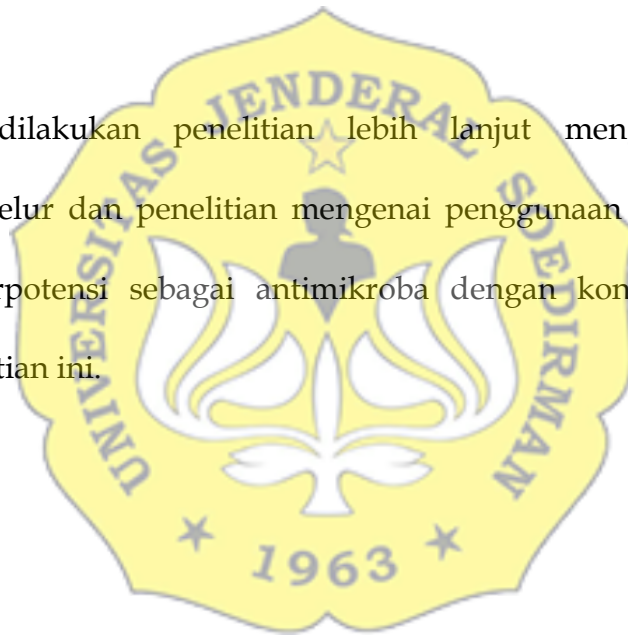 dilakukan penelitian lebih lanjut men
elur dan penelitian mengenai penggunaan
rpotensi sebagai antimikroba dengan kon
tian ini.
UNIVERSITAS JENDERAL SOEDIRMAN
1963